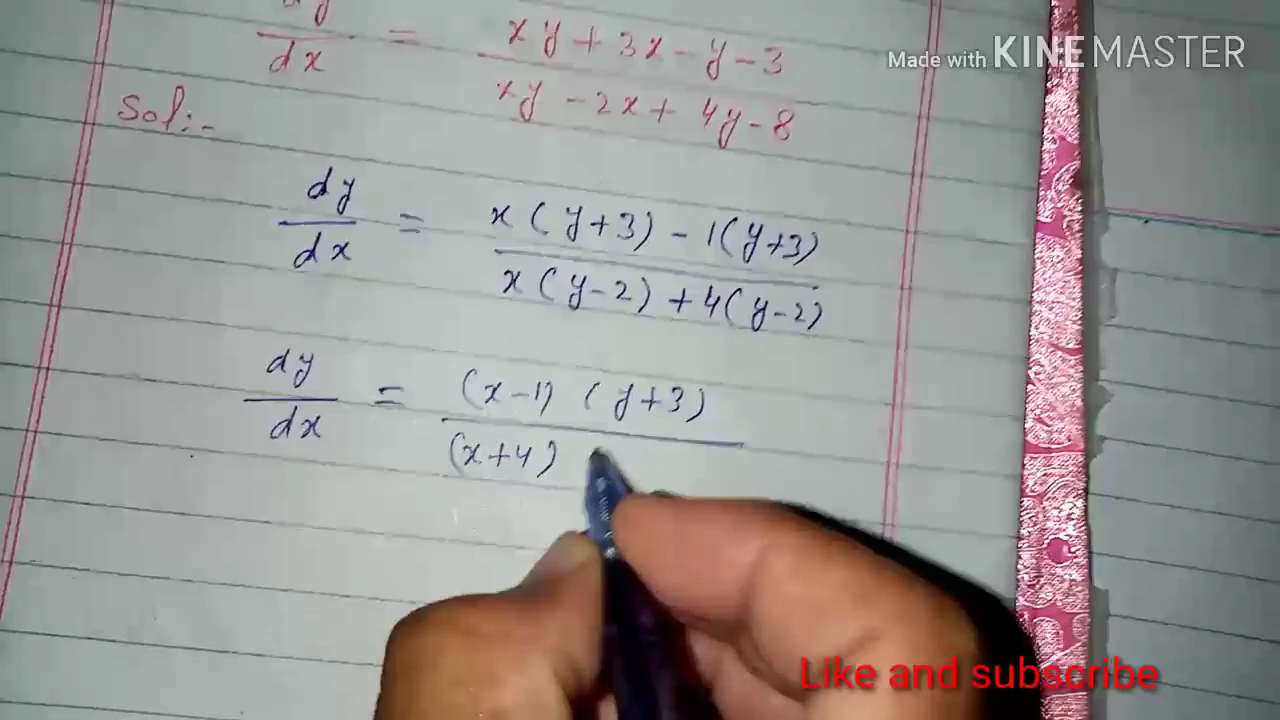 dy/dx = xy + 3x - y - 3 / xy - 2x + 4y - 8
Made with KINEMASTER
Sol:-
dy/dx = x(y+3) - 1(y+3) / x(y-2) + 4(y-2)
dy/dx = (x-1) (y+3) / (x+4)
Like and subscribe